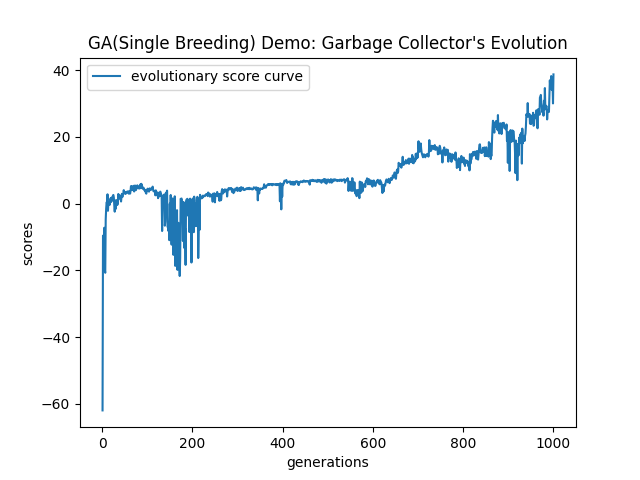 GA(Single Breeding) Demo: Garbage Collector's Evolution
evolutionary score curve
40
20
0
−20
−40
−60
scores
0 200 400 600 800 1000
generations